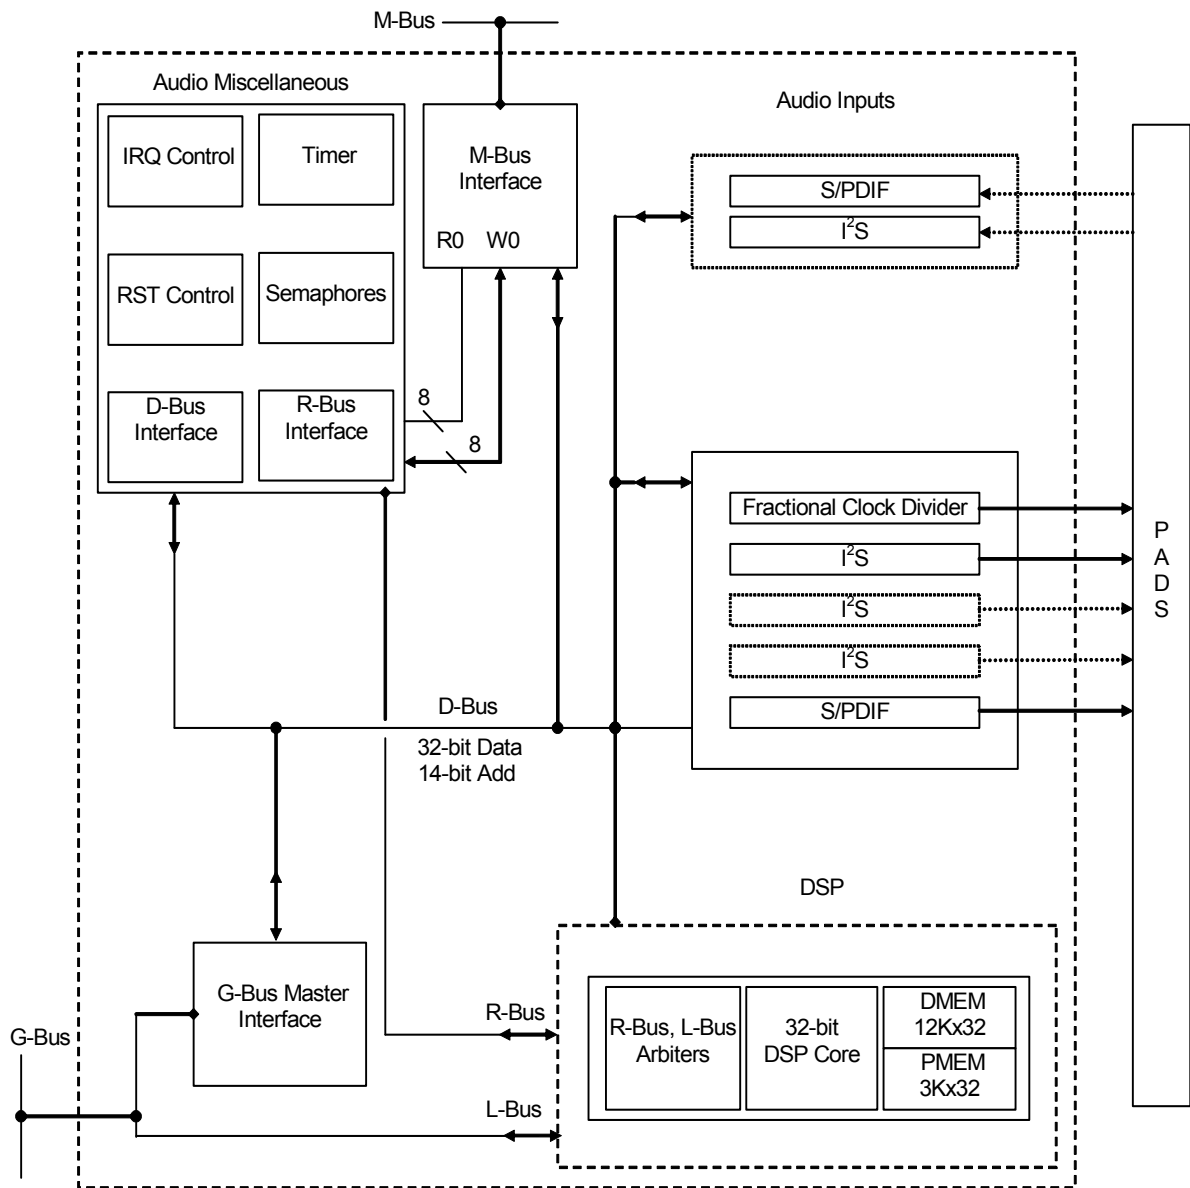 M-Bus
Audio Miscellaneous
IRQ Control
Timer
RST Control
Semaphores
D-Bus
Interface
R-Bus
Interface
M-Bus
Interface
R0 W0
8
8
Audio Inputs
S/PDIF
I²S
Fractional Clock Divider
I²S
I²S
I²S
S/PDIF
P
A
D
S
D-Bus
32-bit Data
14-bit Add
DSP
G-Bus Master
Interface
G-Bus
R-Bus
L-Bus
R-Bus, L-Bus
Arbiters
32-bit
DSP Core
DMEM
12Kx32
PMEM
3Kx32